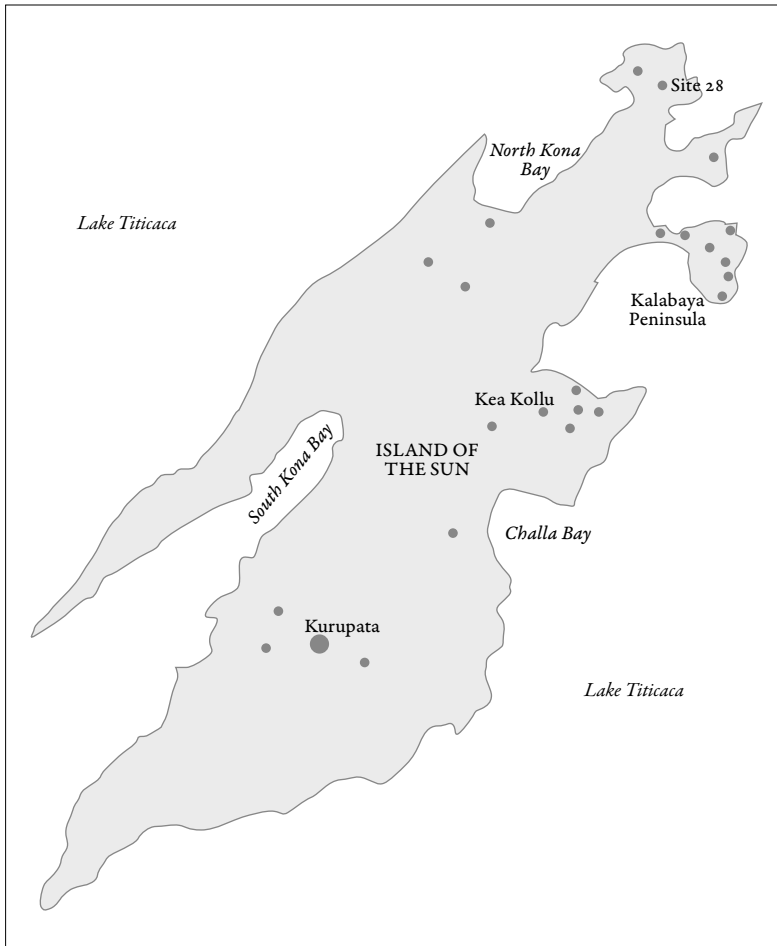 Site 28
North Kona
Bay
Lake Titicaca
Kalabaya
Peninsula
Kea Kollu
South Kona Bay
ISLAND OF
THE SUN
Challa Bay
Kurupata
Lake Titicaca